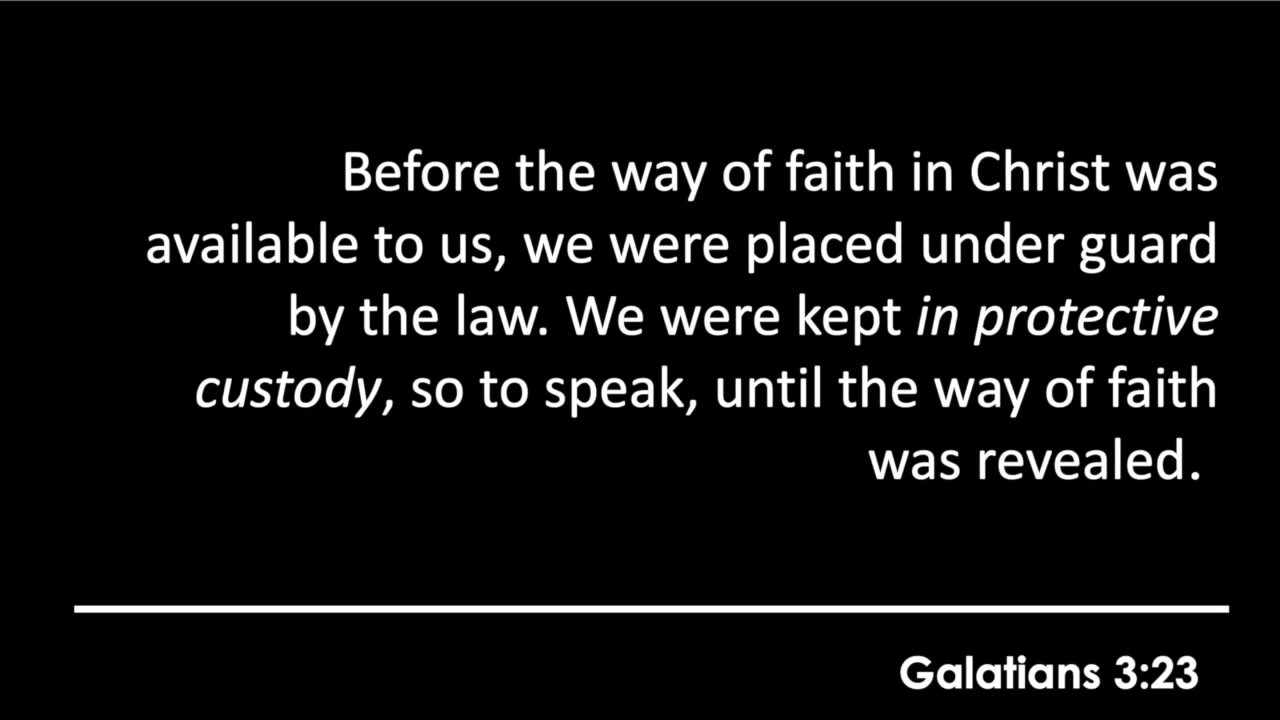 Before the way of faith in Christ was
available to us, we were placed under guard
by the law. We were kept in protective
custody, so to speak, until the way of faith
was revealed.
Galatians 3:23